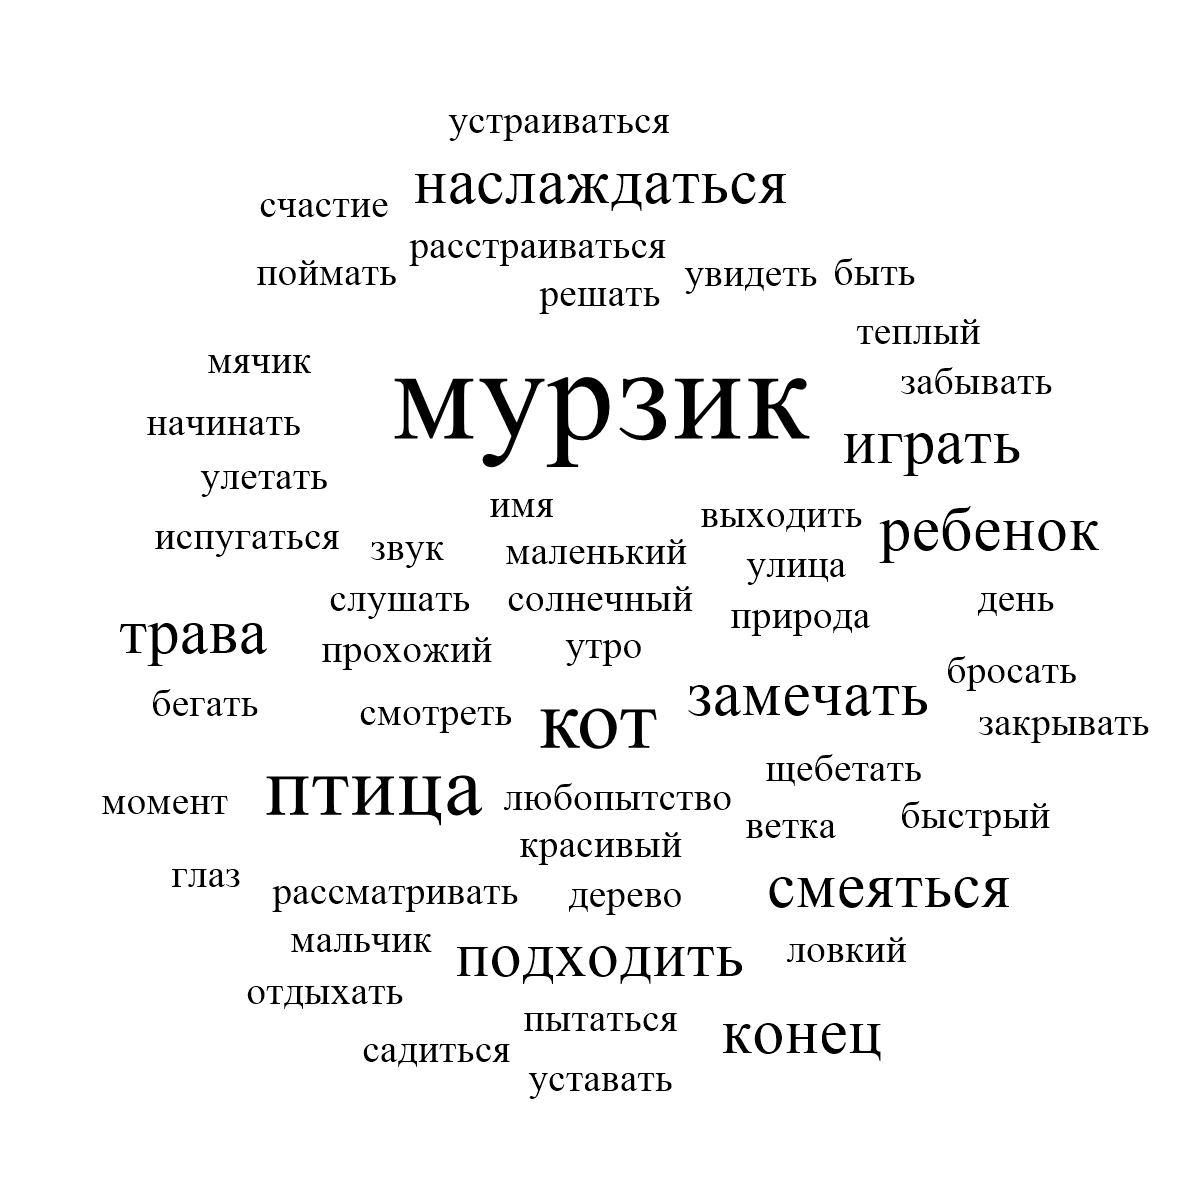 устраиваться
наслаждаться
счастие
расстраиваться
поймать
увидеть
быть
решать
теплый
мячик
забывать
мурзик
начинать
играть
улетать
имя
выходить
ребенок
испугаться
звук
маленький
улица
слушать
солнечный
день
природа
трава
прохожий
утро
бросать
замечать
бегать
смотреть
кот
закрывать
щебетать
птица
момент
любопытство
быстрый
ветка
красивый
глаз
рассматривать
дерево
смеяться
мальчик
подходить
ловкий
отдыхать
пытаться
конец
садиться
уставать